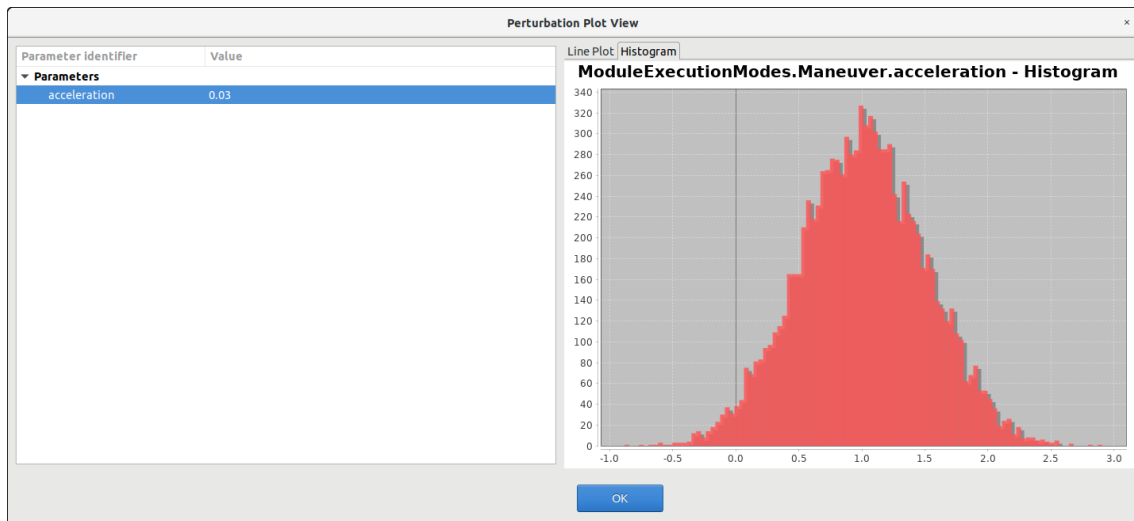 Perturbation Plot View
×
Parameter identifier Value
Parameters
acceleration 0.03
Line Plot Histogram
ModuleExecutionModes.Maneuver.acceleration - Histogram
340
320
300
280
260
240
220
200
180
160
140
120
100
80
60
40
20
0
-1.0 -0.5 0.0 0.5 1.0 1.5 2.0 2.5 3.0
OK